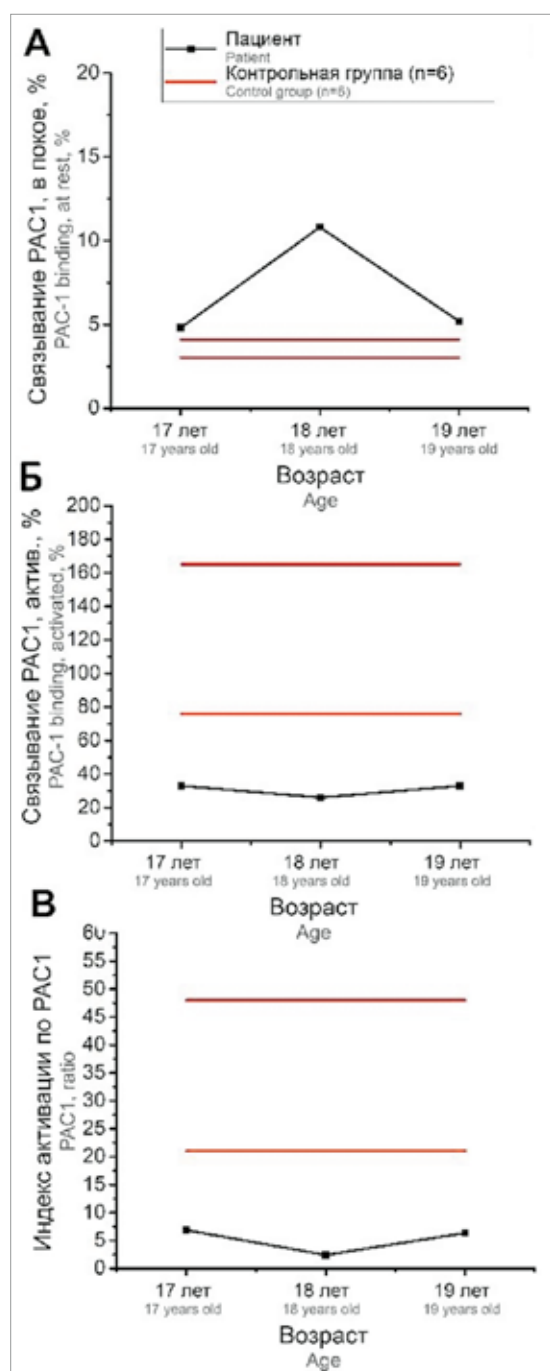 А
Пациент
Patient
Контрольная группа (n=6)
Control group (n=6)
Связывание PAC1, в покое, %
PAC-1 binding, at rest, %
20
15
10
5
0
17 лет
18 лет
19 лет
17 years old
18 years old
19 years old
Возраст
Age
Б
Связывание PAC1, актив., %
PAC-1 binding, activated, %
200
180
160
140
120
100
80
60
40
20
0
17 лет
18 лет
19 лет
17 years old
18 years old
19 years old
Возраст
Age
В
Индекс активации по PAC1
PAC1, ratio
60
55
50
45
40
35
30
25
20
15
10
5
0
17 лет
18 лет
19 лет
17 years old
18 years old
19 years old
Возраст
Age